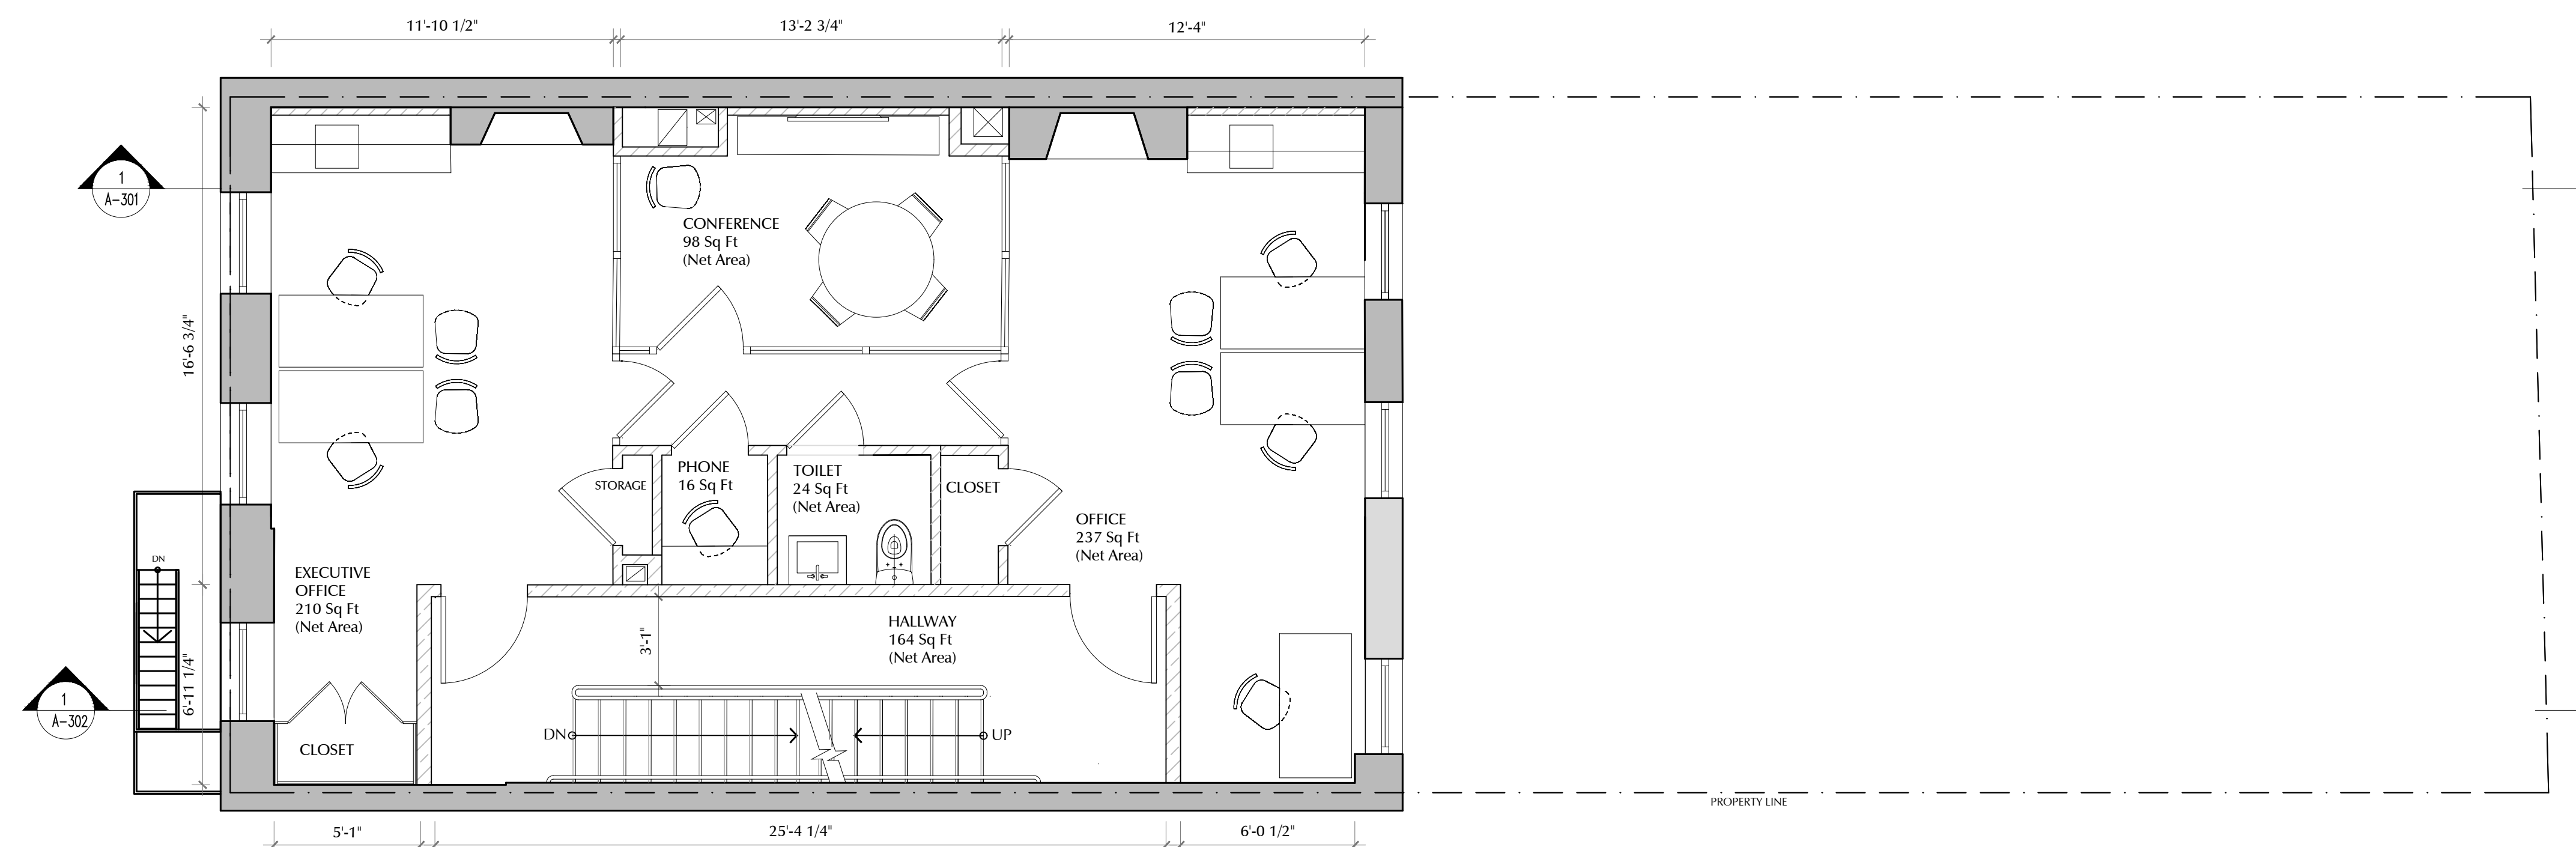 11'-10 1/2"
13'-2 3/4"
12'-4"
1
A-301
CONFERENCE
98 Sq Ft
(Net Area)
16'-6 3/4"
PHONE
16 Sq Ft
TOILET
24 Sq Ft
(Net Area)
STORAGE
CLOSET
OFFICE
237 Sq Ft
(Net Area)
DN
EXECUTIVE
OFFICE
210 Sq Ft
(Net Area)
HALLWAY
164 Sq Ft
(Net Area)
3'-1"
6'-11 1/4"
1
A-302
DN
UP
CLOSET
PROPERTY LINE
5'-1"
25'-4 1/4"
6'-0 1/2"